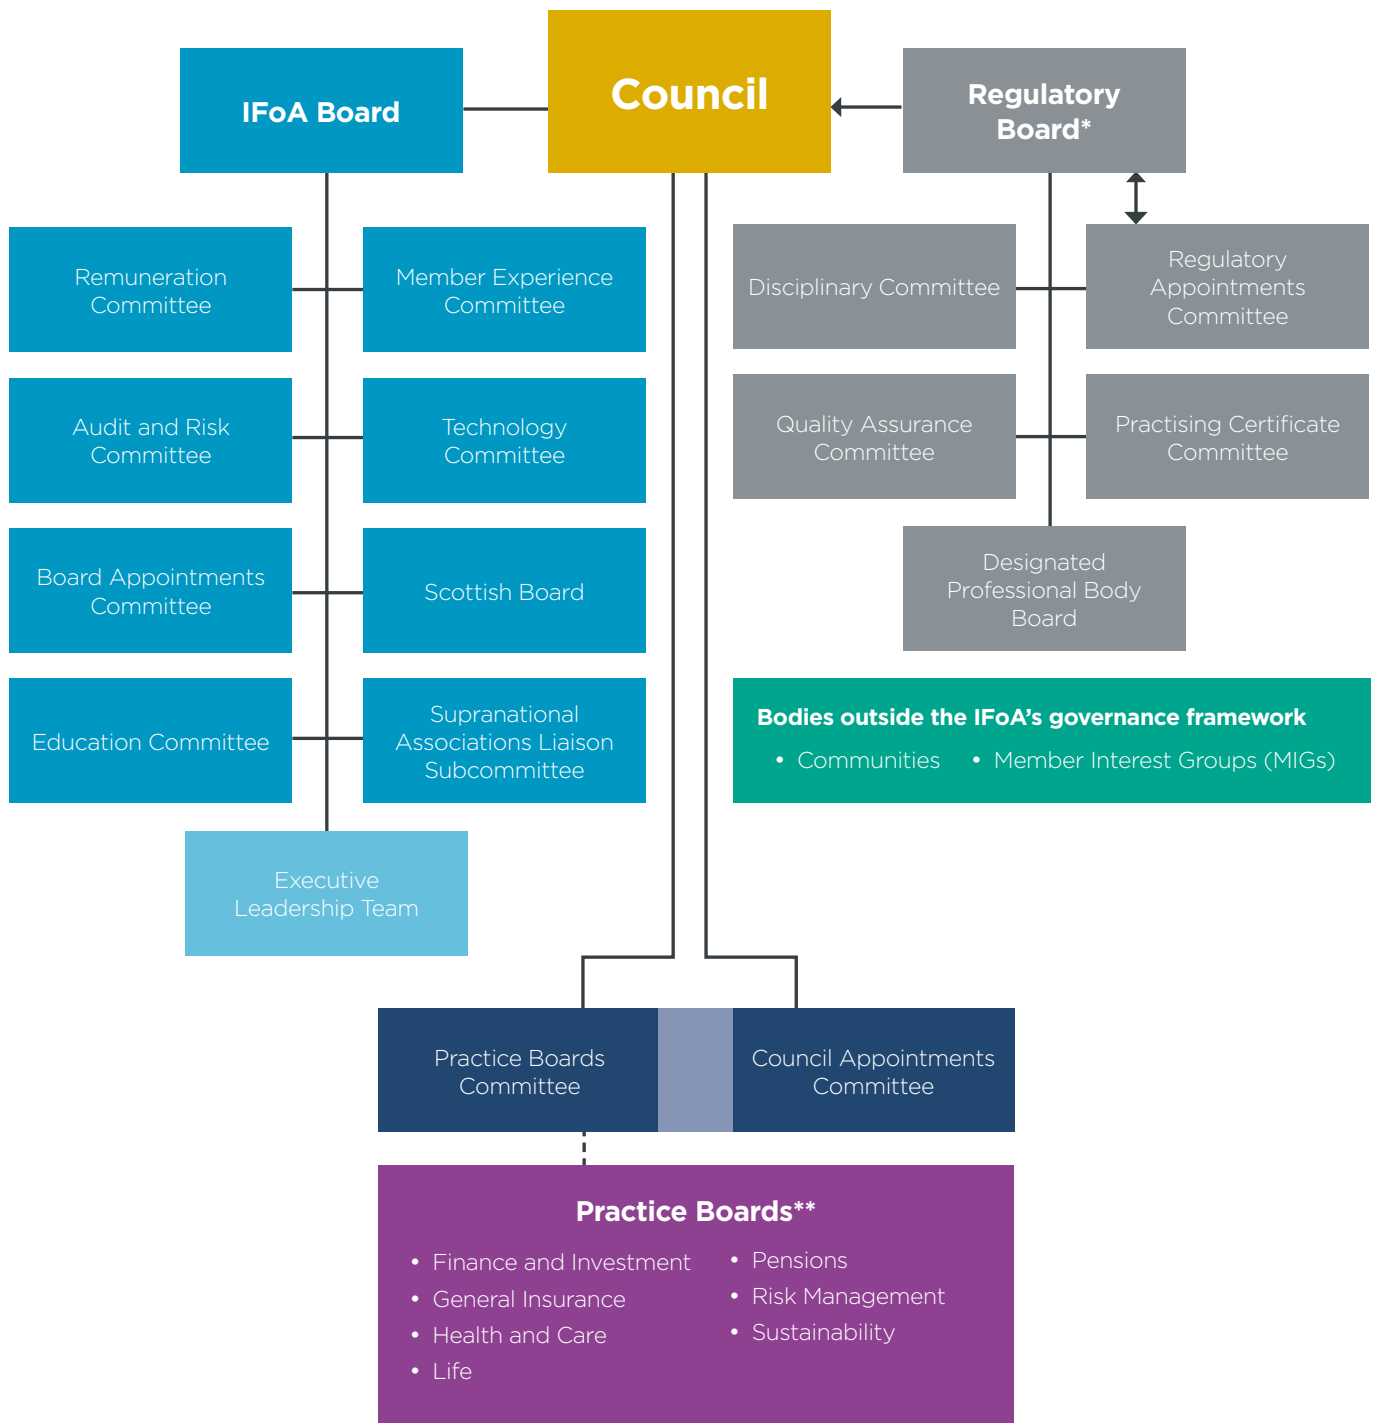 IFoA Board
Council
Regulatory
Board*
Remuneration
Committee
Member Experience
Committee
Disciplinary Committee
Regulatory
Appointments
Committee
Audit and Risk
Committee
Technology
Committee
Quality Assurance
Committee
Practising Certificate
Committee
Board Appointments
Committee
Scottish Board
Designated
Professional Body
Board
Education Committee
Supranational
Associations Liaison
Subcommittee
Bodies outside the IFoA's governance framework
• Communities • Member Interest Groups (MIGs)
Executive
Leadership Team
Practice Boards
Committee
Council Appointments
Committee
Practice Boards**
• Finance and Investment
• General Insurance
• Health and Care
• Life
• Pensions
• Risk Management
• Sustainability